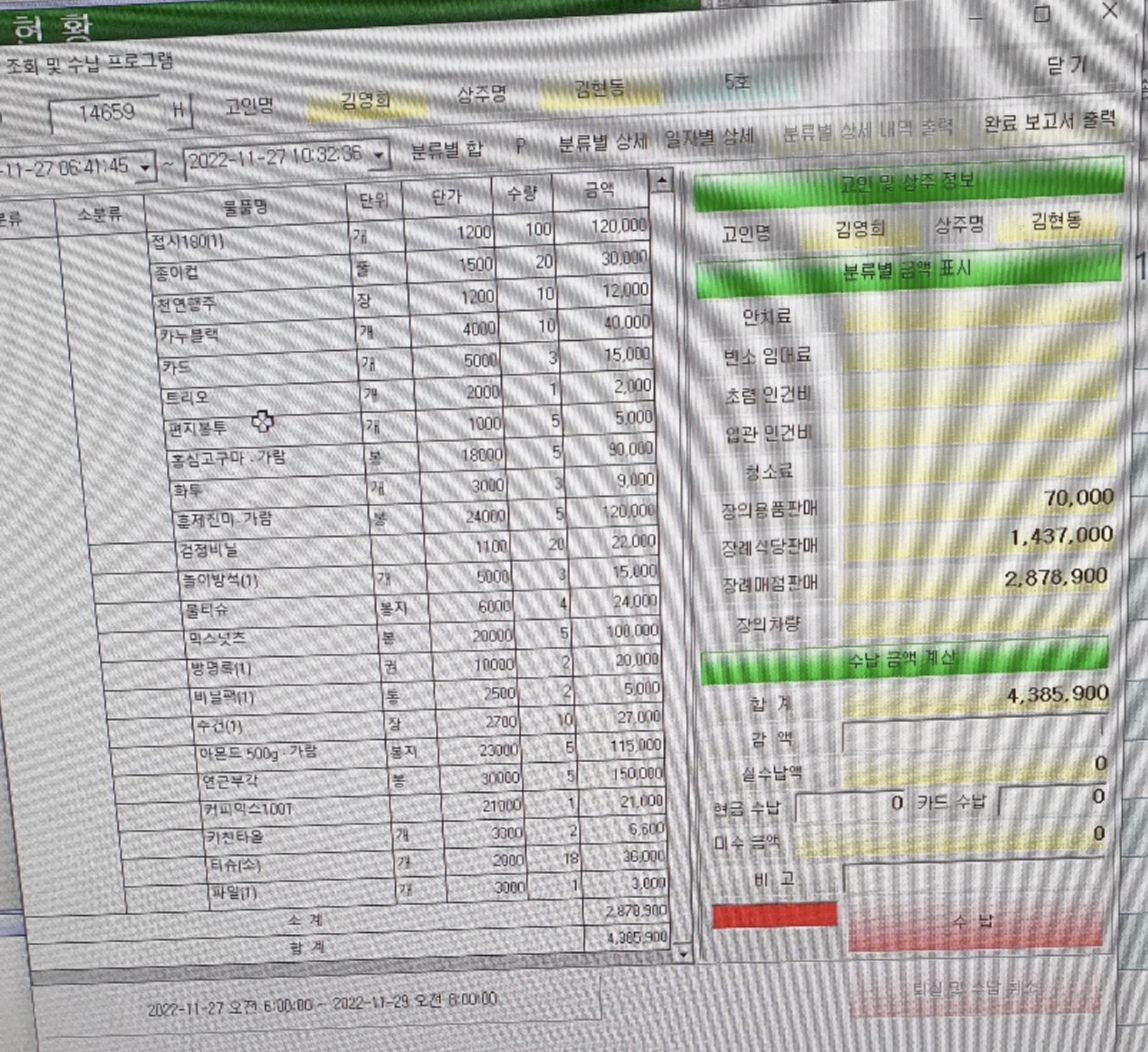 현 황
조회 및 수납 프로그램
닫기
14659 H 고인명 김영희 상주명 김현동 5호
11-27 06:41:45 ~ 2022-11-27 10:32:36 분류별 합 P 분류별 상세 일자별 상세 분류별 상세 내역 출력 완료 보고서 출력
분류 소분류 물품명 단위 단가 수량 금액
접시180(1) 개 1200 100 120,000
종이컵 줄 1500 20 30,000
천연행주 장 1200 10 12,000
카누블랙 개 4000 10 40,000
카드 개 5000 3 15,000
트리오 개 2000 1 2,000
편지봉투 개 1000 5 5,000
홍심고구마 - 가람 봉 18000 5 90,000
화투 개 3000 3 9,000
훈제진미-가람 봉 24000 5 120,000
검정비닐 1100 20 22,000
놀이방석(1) 개 5000 3 15,000
물티슈 봉지 6000 4 24,000
믹스넛츠 봉 20000 5 100,000
방명록(1) 권 10000 2 20,000
비닐팩(1) 통 2500 2 5,000
수건(1) 장 2700 10 27,000
아몬드 500g - 가람 봉지 23000 5 115,000
연근부각 봉 30000 5 150,000
커피믹스100T 21000 1 21,000
키친타올 개 2 6,600
티슈(소) 개 2000 18 36,000
파일(1) 개 3000 1 3,000
소 계 2,878,900
합 계 4,385,900
2022-11-27 오전 6:00:00 ~ 2022-11-29 오전 8:00:00
고인 및 상주 정보
고인명 김영희 상주명 김현동
분류별 금액 표시
안치료
빈소 임대료
초렴 인건비
입관 인건비
청소료
장의용품판매 70,000
장례식당판매 1,437,000
장례매점판매 2,878,900
장의차량
수납 금액 계산
합 계 4,385,900
감 액
실수납액 0
현금 수납 0 카드 수납 0
미수 금액 0
비 고
수 납
퇴실 및 수납 취소